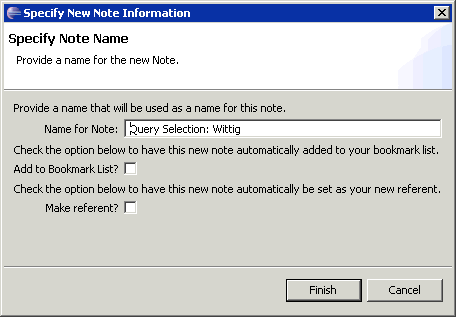 Specify New Note Information
Specify Note Name
Provide a name for the new Note.
Provide a name that will be used as a name for this note.
Name for Note: Query Selection: Wittig
Check the option below to have this new note automatically added to your bookmark list.
Add to Bookmark List?
Check the option below to have this new note automatically be set as your new referent.
Make referent?
Finish Cancel